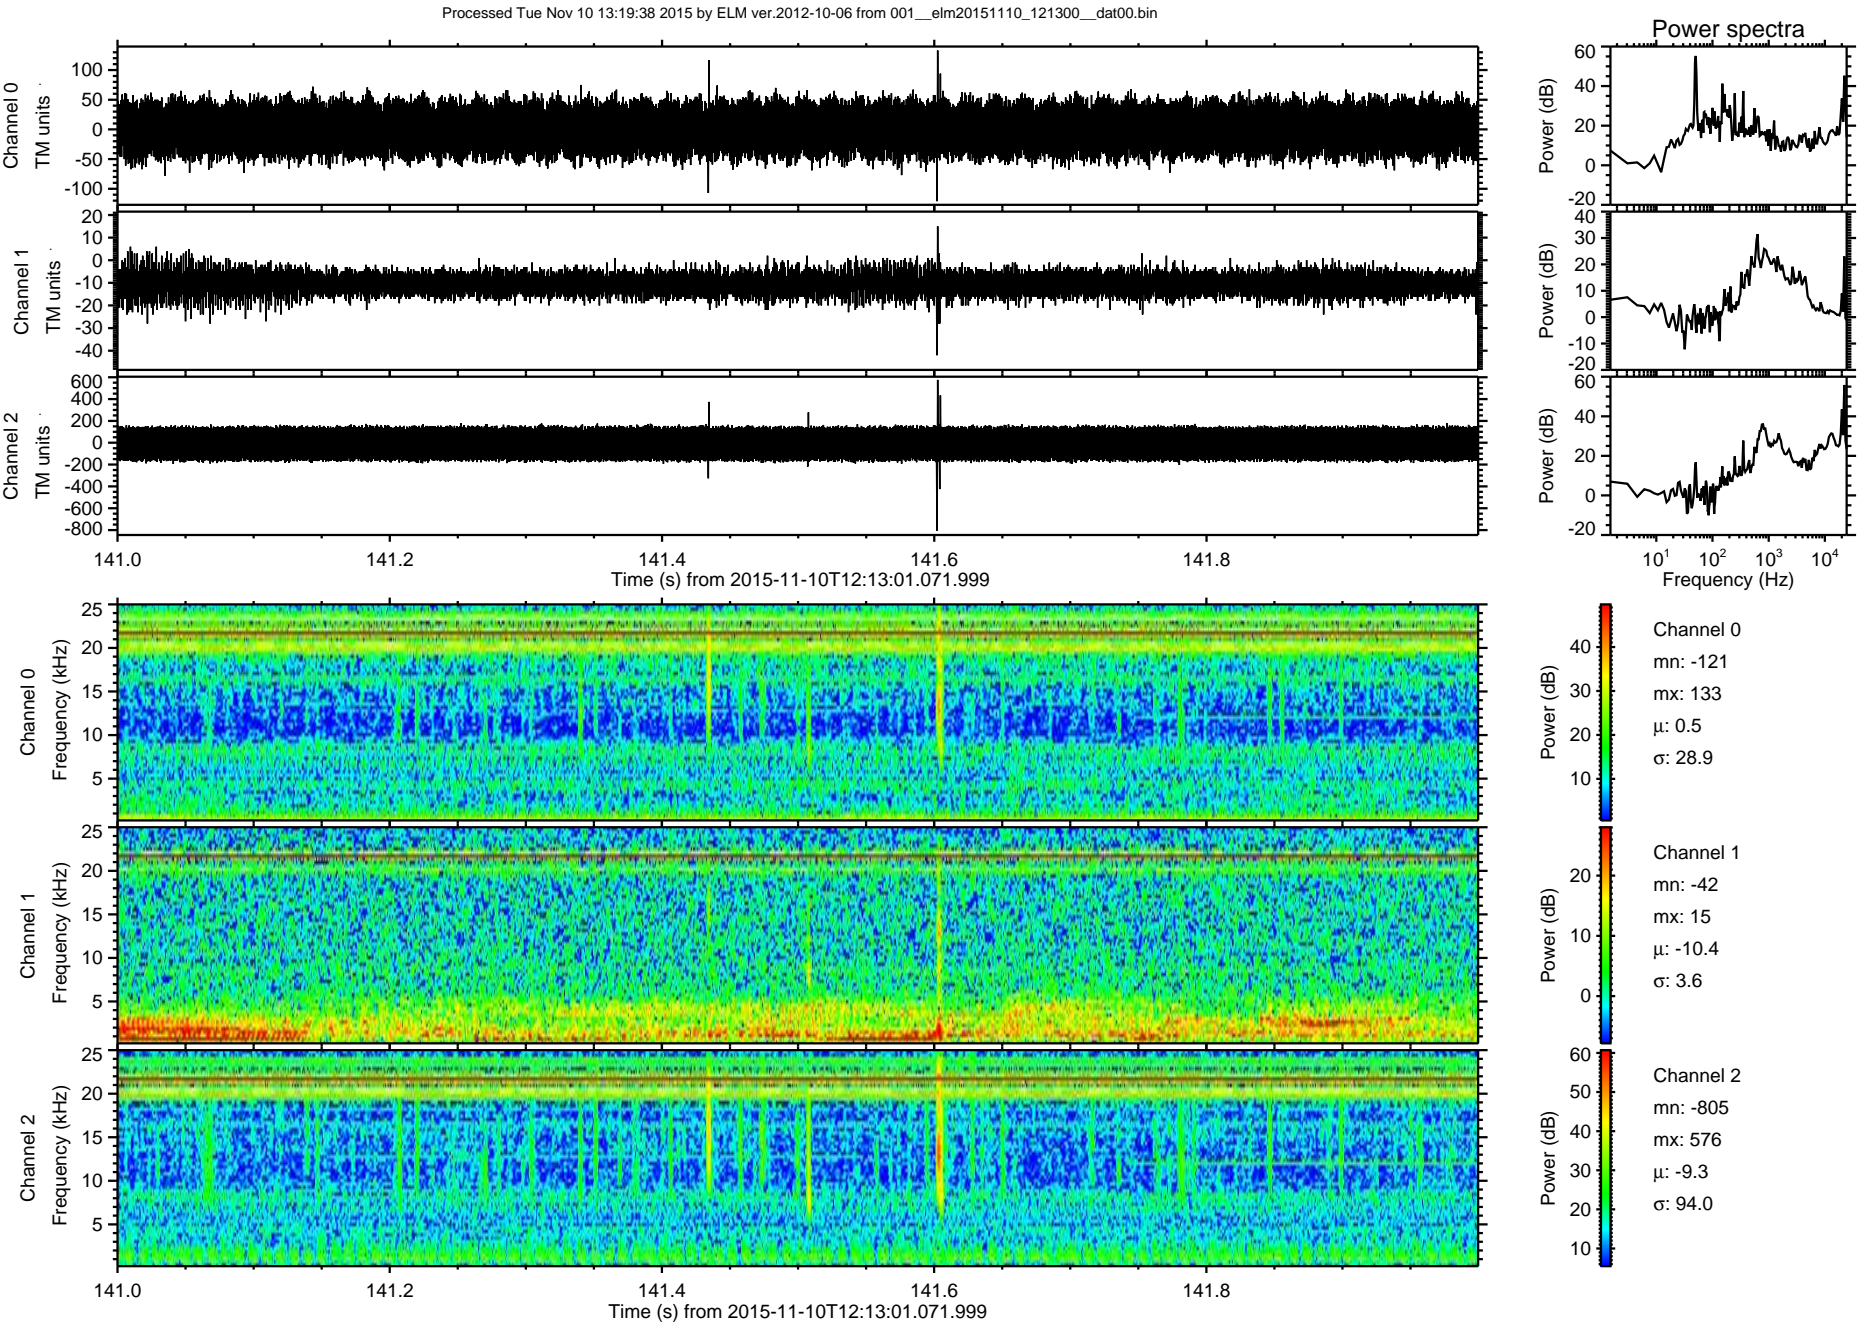 Processed Tue Nov 10 13:19:38 2015 by ELM ver.2012-10-06 from 001__elm20151110_121300__dat00.bin
Power spectra
Channel 0
TM units
100
50
0
-50
-100
Power (dB)
60
40
20
0
-20
Channel 1
TM units
20
10
0
-10
-20
-30
-40
Power (dB)
40
30
20
10
0
-10
-20
Channel 2
TM units
600
400
200
0
-200
-400
-600
-800
Power (dB)
60
40
20
0
-20
141.0 141.2 141.4 141.6 141.8
Time (s) from 2015-11-10T12:13:01.071.999
10¹ 10² 10³ 10⁴
Frequency (Hz)
Channel 0
Frequency (kHz)
25
20
15
10
5
Power (dB)
40
30
20
10
Channel 0
mn: -121
mx: 133
μ: 0.5
σ: 28.9
Channel 1
Frequency (kHz)
25
20
15
10
5
Power (dB)
20
10
0
Channel 1
mn: -42
mx: 15
μ: -10.4
σ: 3.6
Channel 2
Frequency (kHz)
25
20
15
10
5
Power (dB)
60
50
40
30
20
10
Channel 2
mn: -805
mx: 576
μ: -9.3
σ: 94.0
141.0 141.2 141.4 141.6 141.8
Time (s) from 2015-11-10T12:13:01.071.999